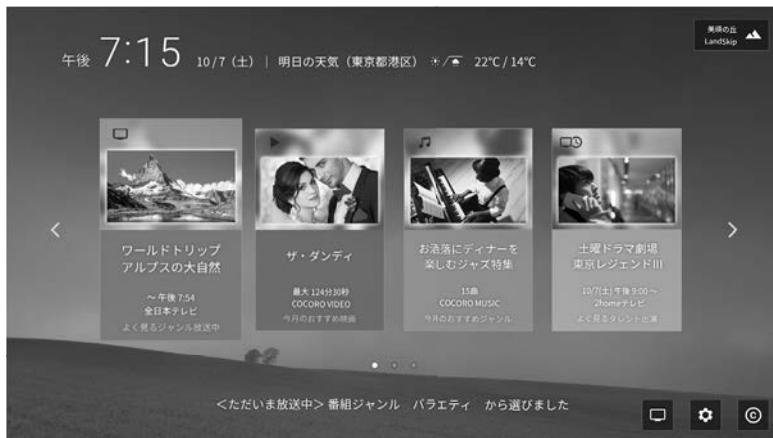 美瑛の丘
LandSkip
午後 7:15 10/7 (土) | 明日の天気（東京都港区） 22℃ / 14℃
ワールドトリップ
アルプスの大自然
～午後 7:54
全日本テレビ
よく見るジャンル放送中
ザ・ダンディ
最大 124分30秒
COCORO VIDEO
今月のおすすめ映画
お洒落にディナーを
楽しむジャズ特集
15曲
COCORO MUSIC
今月のおすすめジャンル
土曜ドラマ劇場
東京レジェンドIII
10/7(土) 午後 9:00～
2homeテレビ
よく見るタレント出演
＜ただいま放送中＞ 番組ジャンル バラエティ から選びました